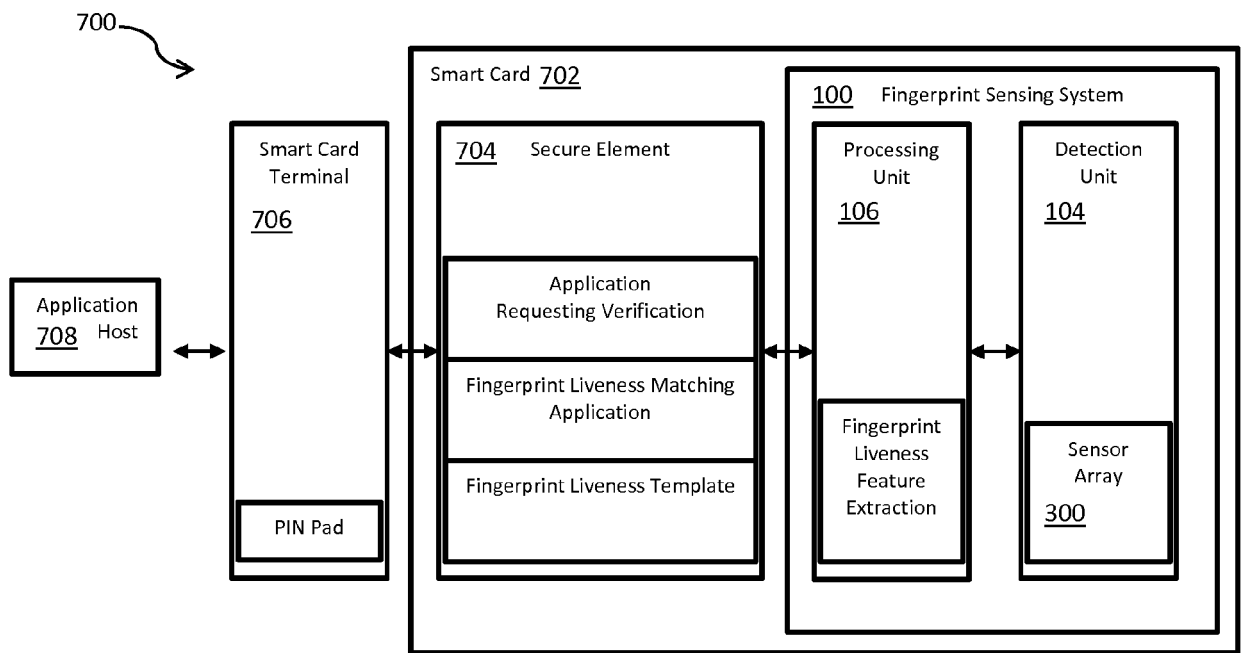 700
Smart Card 702
100 Fingerprint Sensing System
Smart Card
Terminal
706
704 Secure Element
Processing
Unit
106
Detection
Unit
104
Application
708 Host
Application
Requesting Verification
Fingerprint Liveness Matching
Application
Fingerprint Liveness Template
Fingerprint
Liveness
Feature
Extraction
Sensor
Array
300
PIN Pad